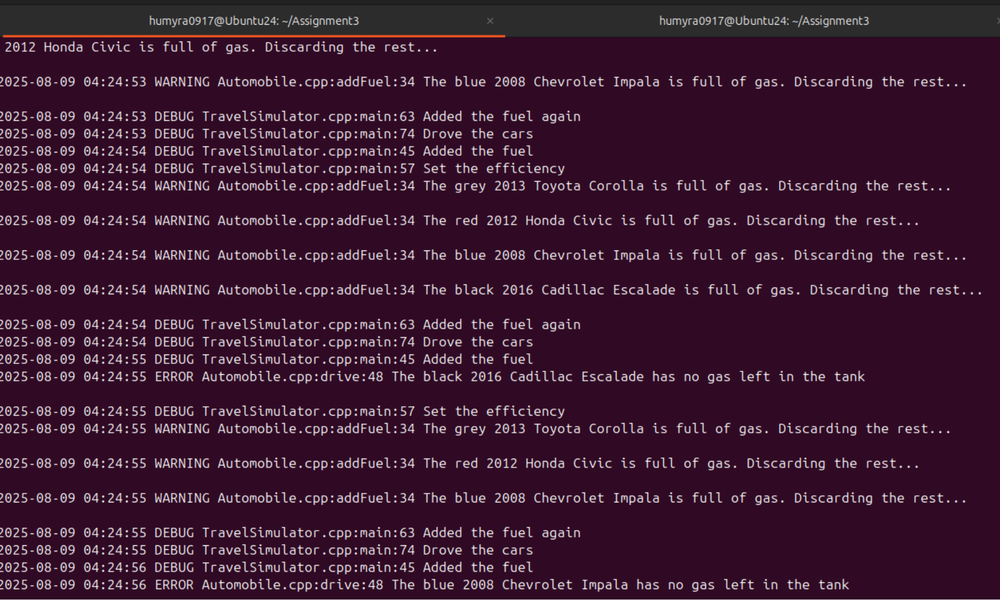 humyra0917@Ubuntu24: ~/Assignment3 × humyra0917@Ubuntu24: ~/Assignment3
2012 Honda Civic is full of gas. Discarding the rest...
2025-08-09 04:24:53 WARNING Automobile.cpp:addFuel:34 The blue 2008 Chevrolet Impala is full of gas. Discarding the rest...
2025-08-09 04:24:53 DEBUG TravelSimulator.cpp:main:63 Added the fuel again
2025-08-09 04:24:53 DEBUG TravelSimulator.cpp:main:74 Drove the cars
2025-08-09 04:24:54 DEBUG TravelSimulator.cpp:main:45 Added the fuel
2025-08-09 04:24:54 DEBUG TravelSimulator.cpp:main:57 Set the efficiency
2025-08-09 04:24:54 WARNING Automobile.cpp:addFuel:34 The grey 2013 Toyota Corolla is full of gas. Discarding the rest...
2025-08-09 04:24:54 WARNING Automobile.cpp:addFuel:34 The red 2012 Honda Civic is full of gas. Discarding the rest...
2025-08-09 04:24:54 WARNING Automobile.cpp:addFuel:34 The blue 2008 Chevrolet Impala is full of gas. Discarding the rest...
2025-08-09 04:24:54 WARNING Automobile.cpp:addFuel:34 The black 2016 Cadillac Escalade is full of gas. Discarding the rest...
2025-08-09 04:24:54 DEBUG TravelSimulator.cpp:main:63 Added the fuel again
2025-08-09 04:24:54 DEBUG TravelSimulator.cpp:main:74 Drove the cars
2025-08-09 04:24:55 DEBUG TravelSimulator.cpp:main:45 Added the fuel
2025-08-09 04:24:55 ERROR Automobile.cpp:drive:48 The black 2016 Cadillac Escalade has no gas left in the tank
2025-08-09 04:24:55 DEBUG TravelSimulator.cpp:main:57 Set the efficiency
2025-08-09 04:24:55 WARNING Automobile.cpp:addFuel:34 The grey 2013 Toyota Corolla is full of gas. Discarding the rest...
2025-08-09 04:24:55 WARNING Automobile.cpp:addFuel:34 The red 2012 Honda Civic is full of gas. Discarding the rest...
2025-08-09 04:24:55 WARNING Automobile.cpp:addFuel:34 The blue 2008 Chevrolet Impala is full of gas. Discarding the rest...
2025-08-09 04:24:55 DEBUG TravelSimulator.cpp:main:63 Added the fuel again
2025-08-09 04:24:55 DEBUG TravelSimulator.cpp:main:74 Drove the cars
2025-08-09 04:24:56 DEBUG TravelSimulator.cpp:main:45 Added the fuel
2025-08-09 04:24:56 ERROR Automobile.cpp:drive:48 The blue 2008 Chevrolet Impala has no gas left in the tank